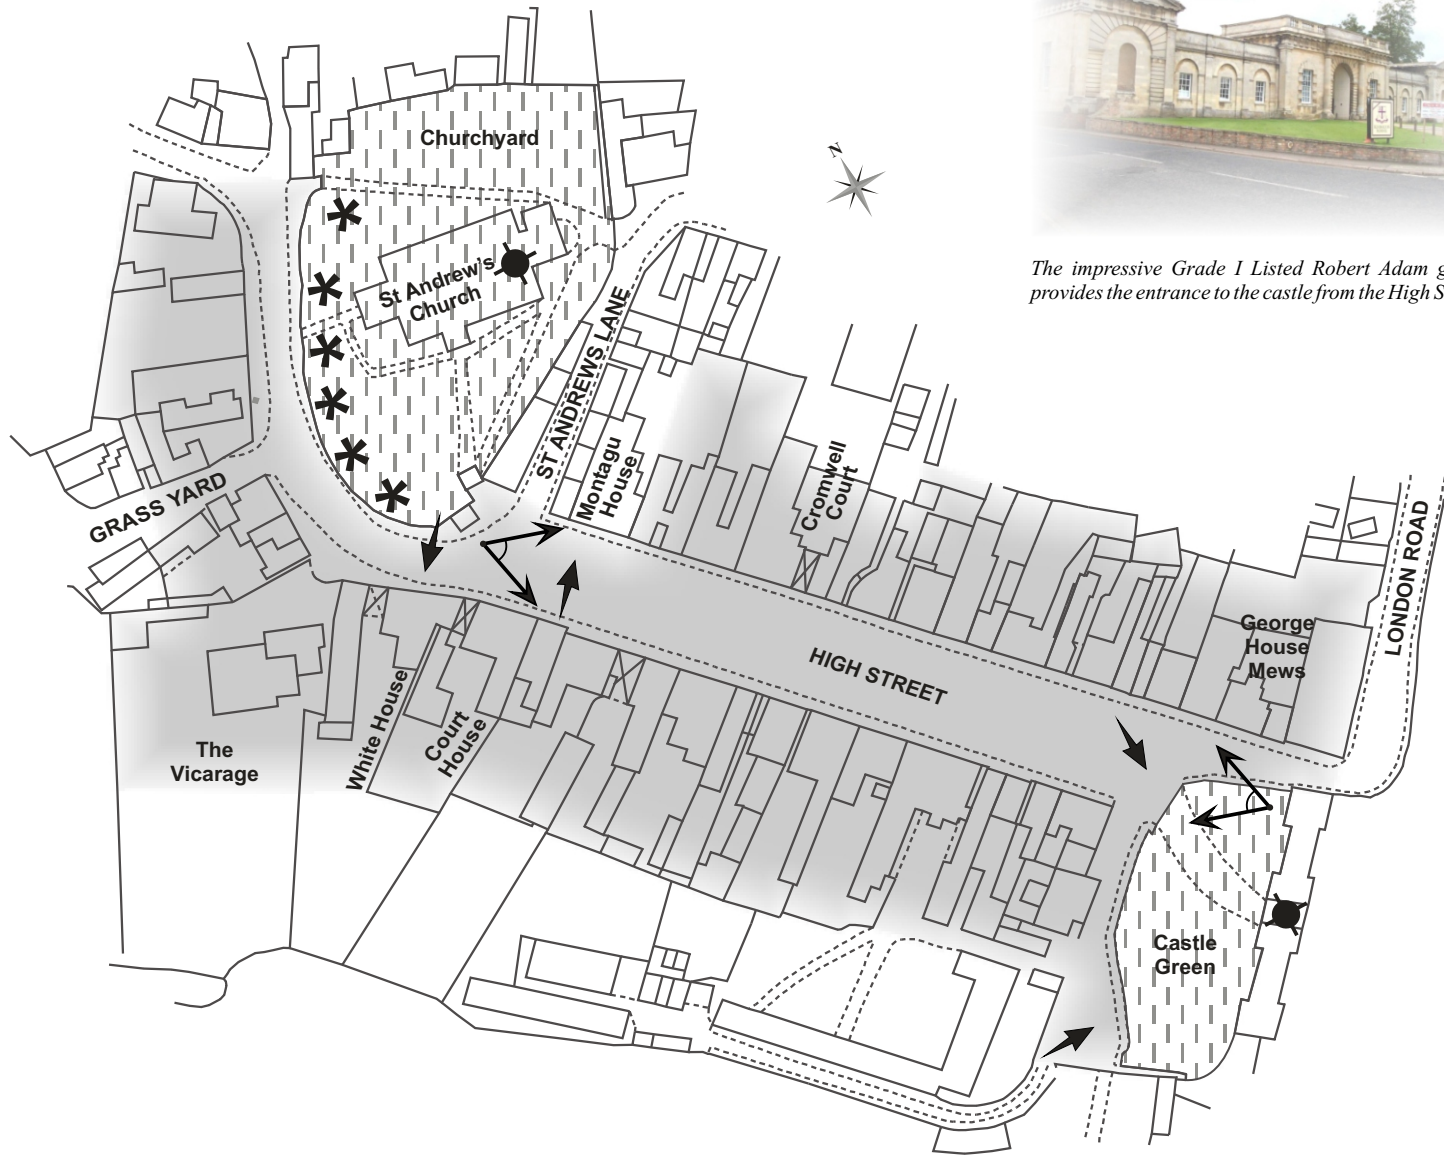 Churchyard
N
The impressive Grade I Listed Robert Adam g
provides the entrance to the castle from the High S
St Andrew's
Church
ST ANDREWS LANE
Montagu
House
Cromwell
Court
GRASS YARD
LONDON ROAD
George
House
Mews
HIGH STREET
White House
Court
House
The
Vicarage
Castle
Green